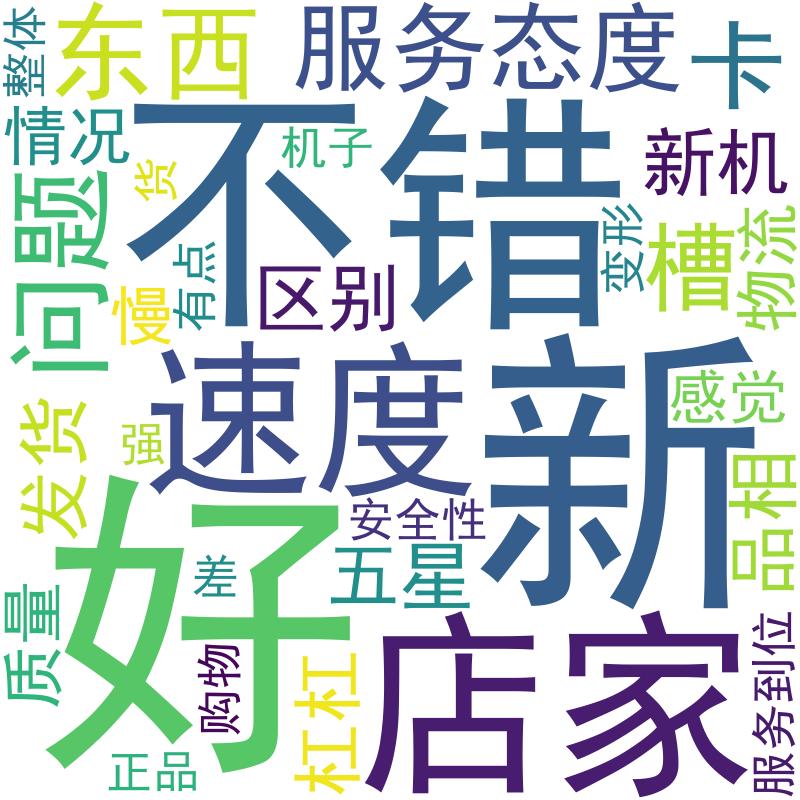 整体
东西
服务态度
卡
情况
不错
机子
新机
货
问题
变形
槽
物流
有点
区别
慢
速度
新
感觉
发货
强
品相
好
安全性
差
五星
质量
购物
店家
服务到位
杠杠
正品